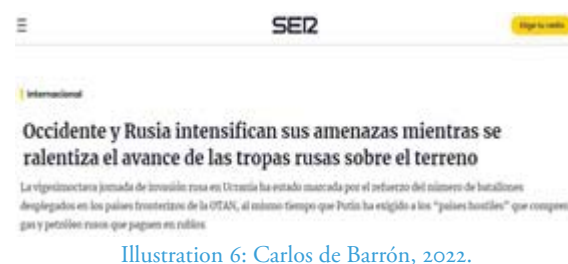 SER
Elige tu radio
Internacional
Occidente y Rusia intensifican sus amenazas mientras se
ralentiza el avance de las tropas rusas sobre el terreno
La vigesimoctava jornada de invasión rusa en Ucrania ha estado marcada por el refuerzo del número de batallones
desplegados en los países fronterizos de la OTAN, al mismo tiempo que Putin ha exigido a los "países hostiles" que compren
gas y petróleo rusos que paguen en rublos
Illustration 6: Carlos de Barrón, 2022.